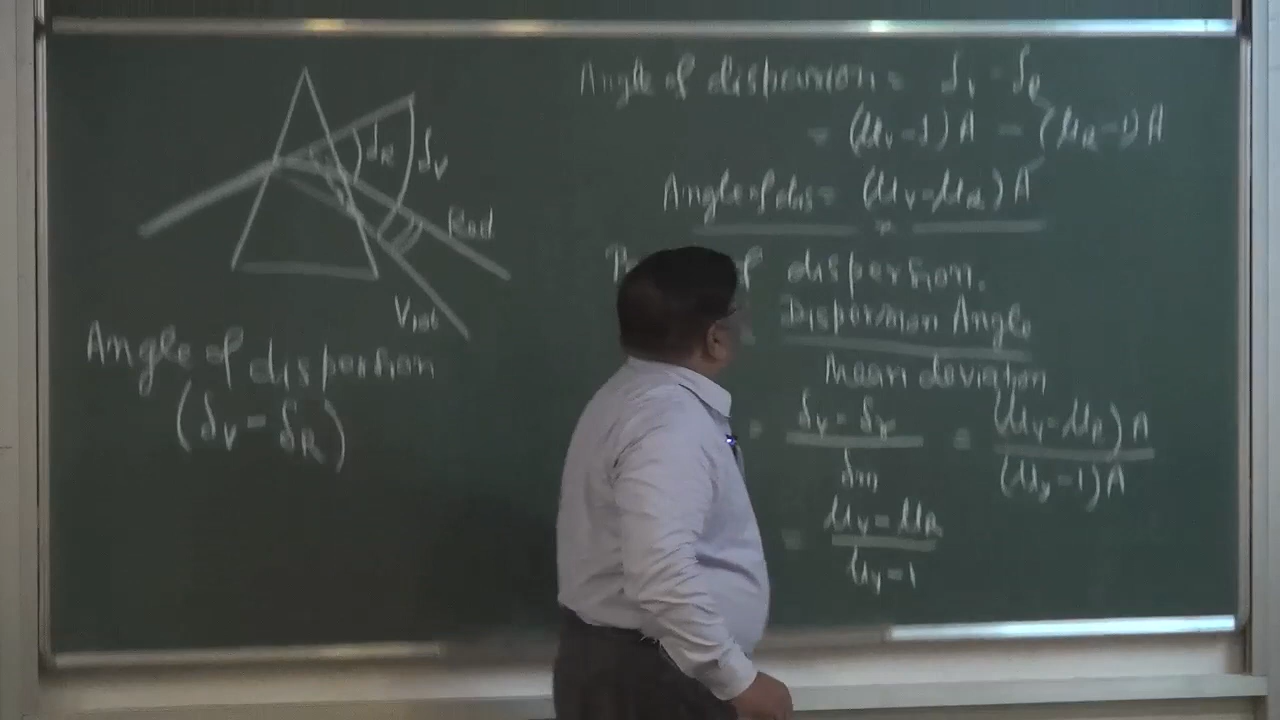 δR
δV
Red
Violet
Angle of dispersion
(δV - δR)
Angle of dispersion = δV - δR
= (μV - 1) A - (μR - 1) A
Angle of dis = (μV - μR) A
of dispersion.
Dispersion Angle
Mean deviation
= δV - δr
δm
= (μV - μR) A
(μy - 1) A
= μV - μR
μy - 1